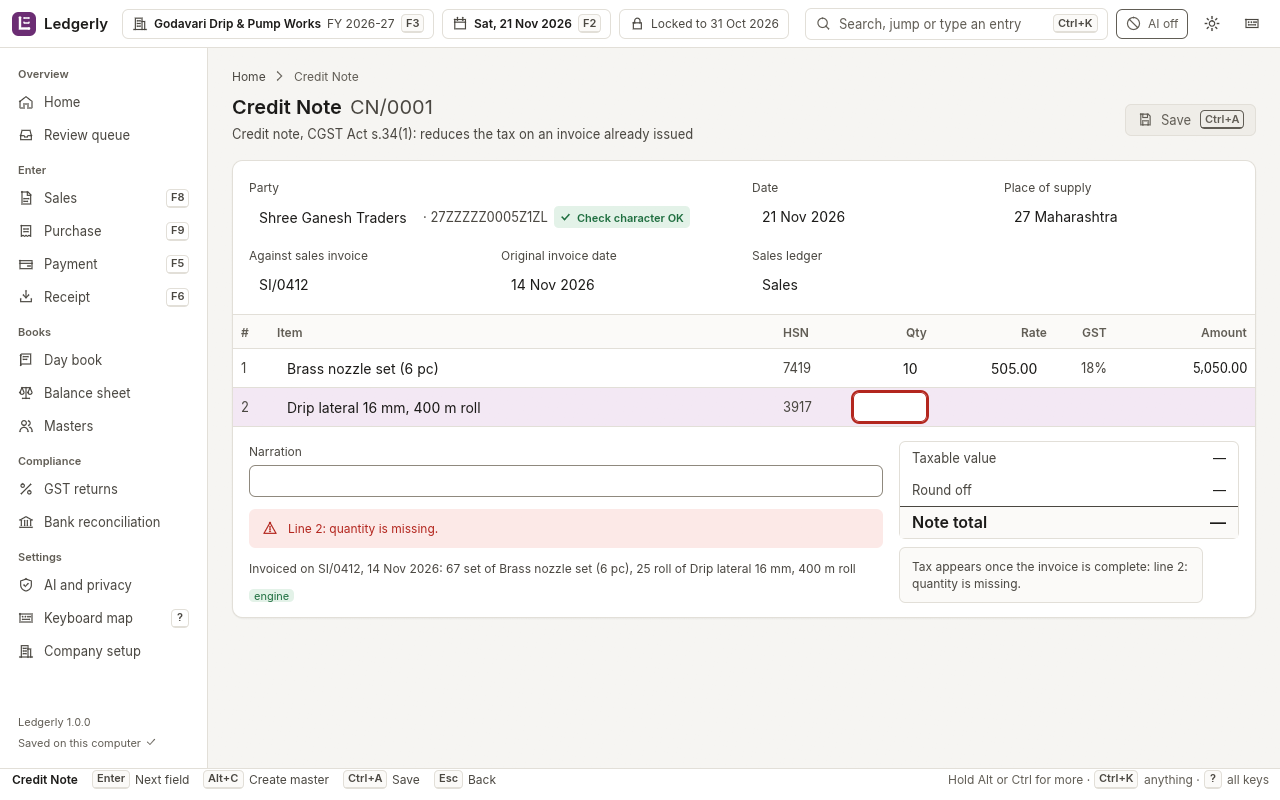 Ledgerly
Godavari Drip & Pump Works FY 2026-27 F3
Sat, 21 Nov 2026 F2
Locked to 31 Oct 2026
Search, jump or type an entry Ctrl+K
AI off
Overview
Home
Review queue
Enter
Sales F8
Purchase F9
Payment F5
Receipt F6
Books
Day book
Balance sheet
Masters
Compliance
GST returns
Bank reconciliation
Settings
AI and privacy
Keyboard map ?
Company setup
Ledgerly 1.0.0
Saved on this computer
Home Credit Note
Credit Note CN/0001
Credit note, CGST Act s.34(1): reduces the tax on an invoice already issued
Save Ctrl+A
Party Date Place of supply
Shree Ganesh Traders · 27ZZZZZ0005Z1ZL Check character OK 21 Nov 2026 27 Maharashtra
Against sales invoice Original invoice date Sales ledger
SI/0412 14 Nov 2026 Sales
# Item HSN Qty Rate GST Amount
1 Brass nozzle set (6 pc) 7419 10 505.00 18% 5,050.00
2 Drip lateral 16 mm, 400 m roll 3917
Narration
Line 2: quantity is missing.
Invoiced on SI/0412, 14 Nov 2026: 67 set of Brass nozzle set (6 pc), 25 roll of Drip lateral 16 mm, 400 m roll
engine
Taxable value —
Round off —
Note total —
Tax appears once the invoice is complete: line 2:
quantity is missing.
Credit Note Enter Next field Alt+C Create master Ctrl+A Save Esc Back
Hold Alt or Ctrl for more · Ctrl+K anything · ? all keys